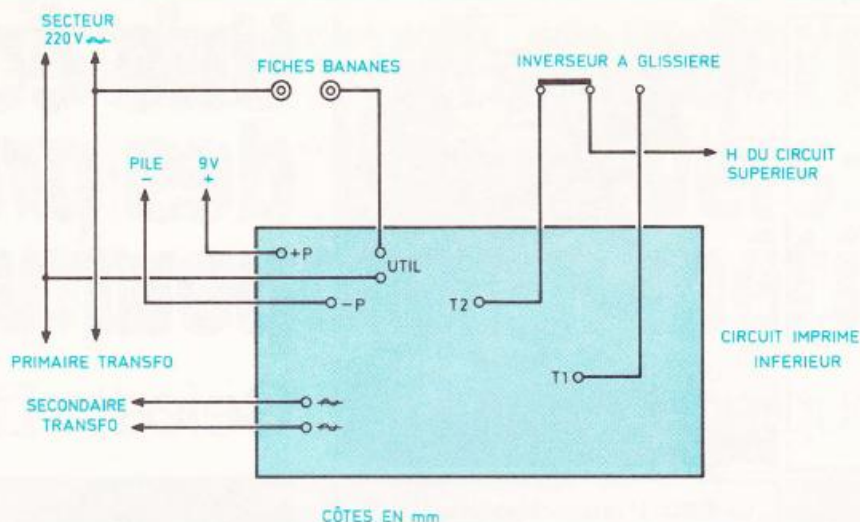 SECTEUR
220 V ~
FICHES BANANES
INVERSEUR A GLISSIERE
PILE
-
9V
+
H DU CIRCUIT
SUPERIEUR
+P
UTIL
-P
T2
PRIMAIRE TRANSFO
CIRCUIT IMPRIME
INFERIEUR
T1
SECONDAIRE
TRANSFO
~
~
CÔTES EN mm